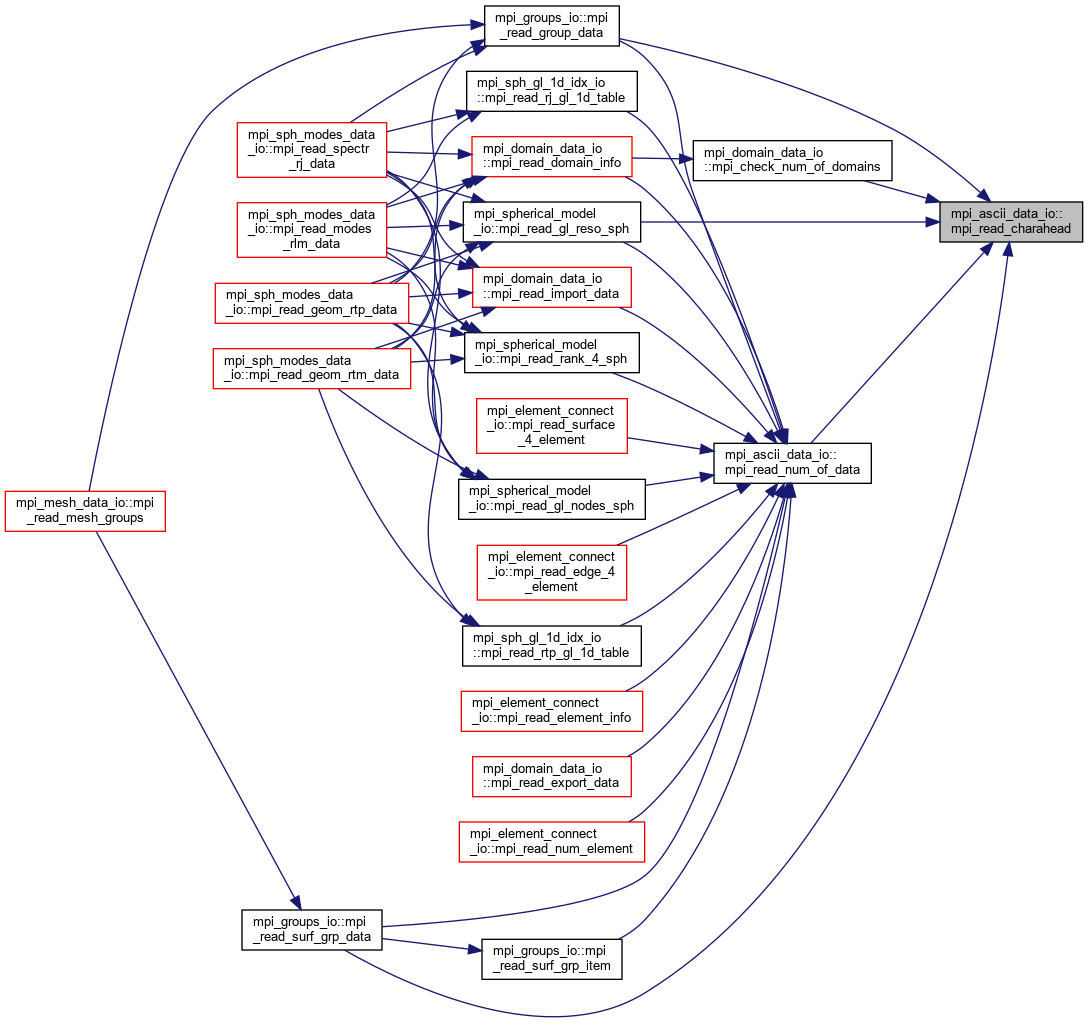 mpi_groups_io::mpi
_read_group_data
mpi_sph_gl_1d_idx_io
::mpi_read_rj_gl_1d_table
mpi_sph_modes_data
_io::mpi_read_spectr
_rj_data
mpi_domain_data_io
::mpi_read_domain_info
mpi_domain_data_io
::mpi_check_num_of_domains
mpi_ascii_data_io::
mpi_read_charahead
mpi_sph_modes_data
_io::mpi_read_modes
_rlm_data
mpi_spherical_model
_io::mpi_read_gl_reso_sph
mpi_sph_modes_data
_io::mpi_read_geom_rtp_data
mpi_domain_data_io
::mpi_read_import_data
mpi_sph_modes_data
_io::mpi_read_geom_rtm_data
mpi_spherical_model
_io::mpi_read_rank_4_sph
mpi_element_connect
_io::mpi_read_surface
_4_element
mpi_ascii_data_io::
mpi_read_num_of_data
mpi_mesh_data_io::mpi
_read_mesh_groups
mpi_spherical_model
_io::mpi_read_gl_nodes_sph
mpi_element_connect
_io::mpi_read_edge_4
_element
mpi_sph_gl_1d_idx_io
::mpi_read_rtp_gl_1d_table
mpi_element_connect
_io::mpi_read_element_info
mpi_domain_data_io
::mpi_read_export_data
mpi_element_connect
_io::mpi_read_num_element
mpi_groups_io::mpi
_read_surf_grp_data
mpi_groups_io::mpi
_read_surf_grp_item